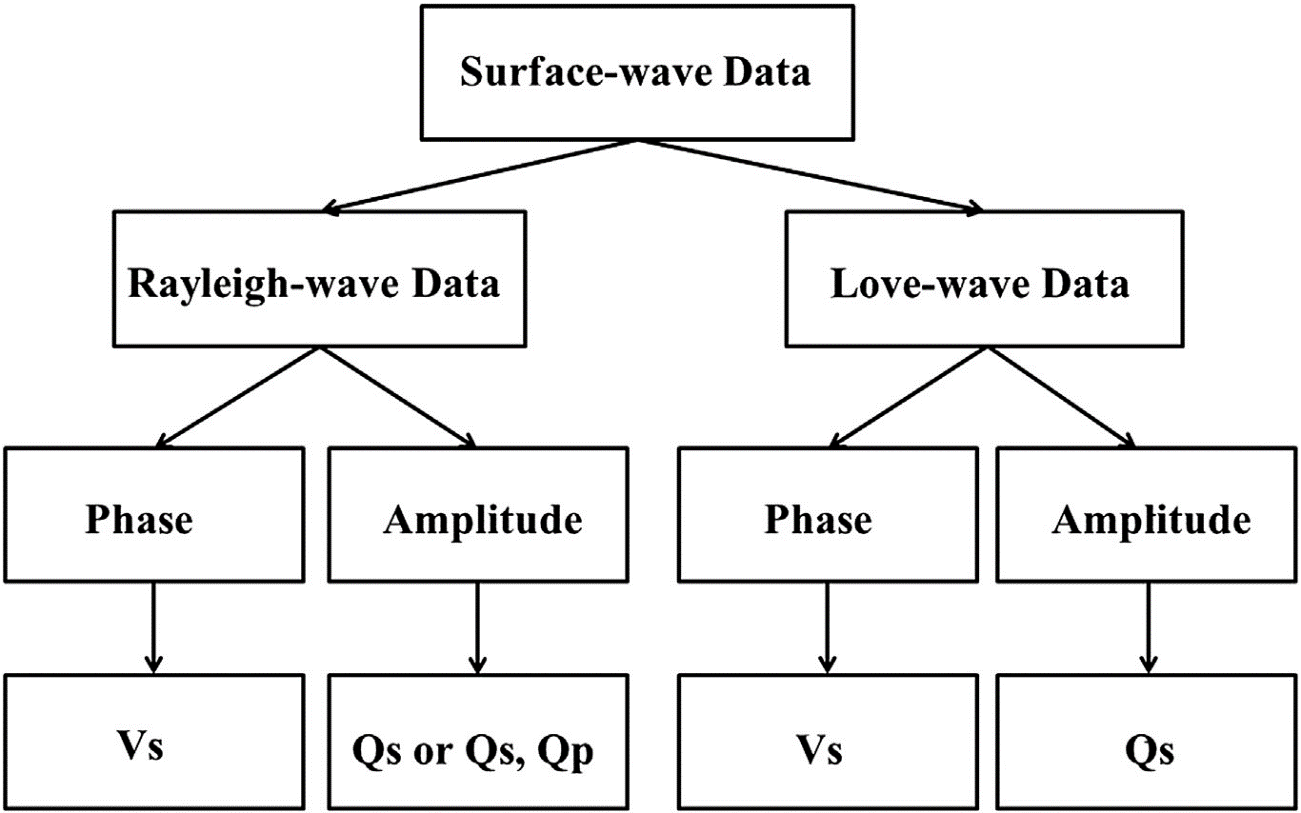 Surface-wave Data
Rayleigh-wave Data
Love-wave Data
Phase
Amplitude
Phase
Amplitude
Vs
Qs or Qs, Qp
Vs
Qs